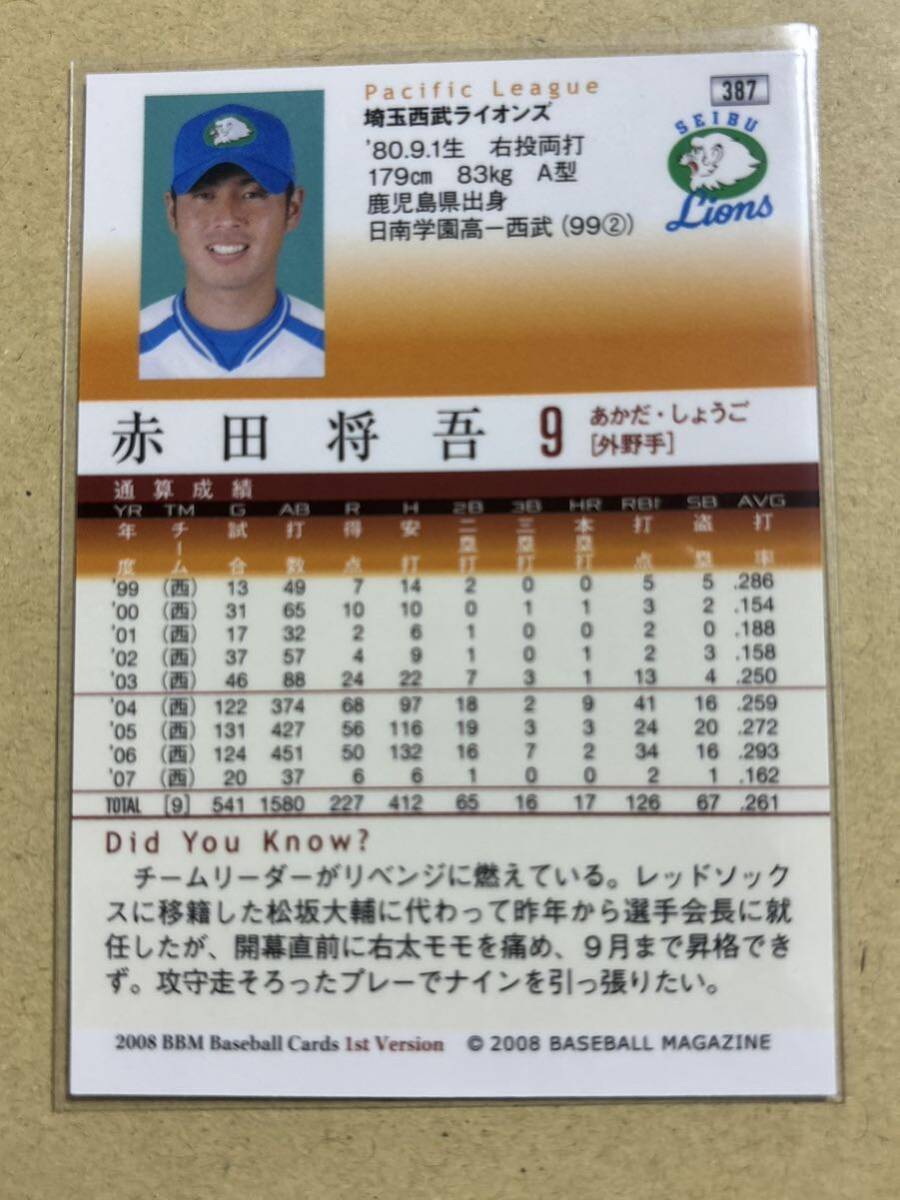 Pacific League
387
埼玉西武ライオンズ
SEIBU
Lions
'80.9.1生 右投両打
179cm 83kg A型
鹿児島県出身
日南学園高ー西武 (99②)
赤田将吾 9 あかだ・しょうご
[外野手]
通算成績
YR TM G AB R H 2B 3B HR RBI SB AVG
年度 チーム 試合 打数 得点 安打 二塁打 三塁打 本塁打 打点 盗塁 打率
'99 (西) 13 49 7 14 2 0 0 5 5 .286
'00 (西) 31 65 10 10 0 1 1 3 2 .154
'01 (西) 17 32 2 6 1 0 0 2 0 .188
'02 (西) 37 57 4 9 1 0 1 2 3 .158
'03 (西) 46 88 24 22 7 3 1 13 4 .250
'04 (西) 122 374 68 97 18 2 9 41 16 .259
'05 (西) 131 427 56 116 19 3 3 24 20 .272
'06 (西) 124 451 50 132 16 7 2 34 16 .293
'07 (西) 20 37 6 6 1 0 0 2 1 .162
TOTAL [9] 541 1580 227 412 65 16 17 126 67 .261
Did You Know?
チームリーダーがリベンジに燃えている。レッドソック
スに移籍した松坂大輔に代わって昨年から選手会長に就
任したが、開幕直前に右太モモを痛め、9月まで昇格でき
ず。攻守走そろったプレーでナインを引っ張りたい。
2008 BBM Baseball Cards 1st Version © 2008 BASEBALL MAGAZINE